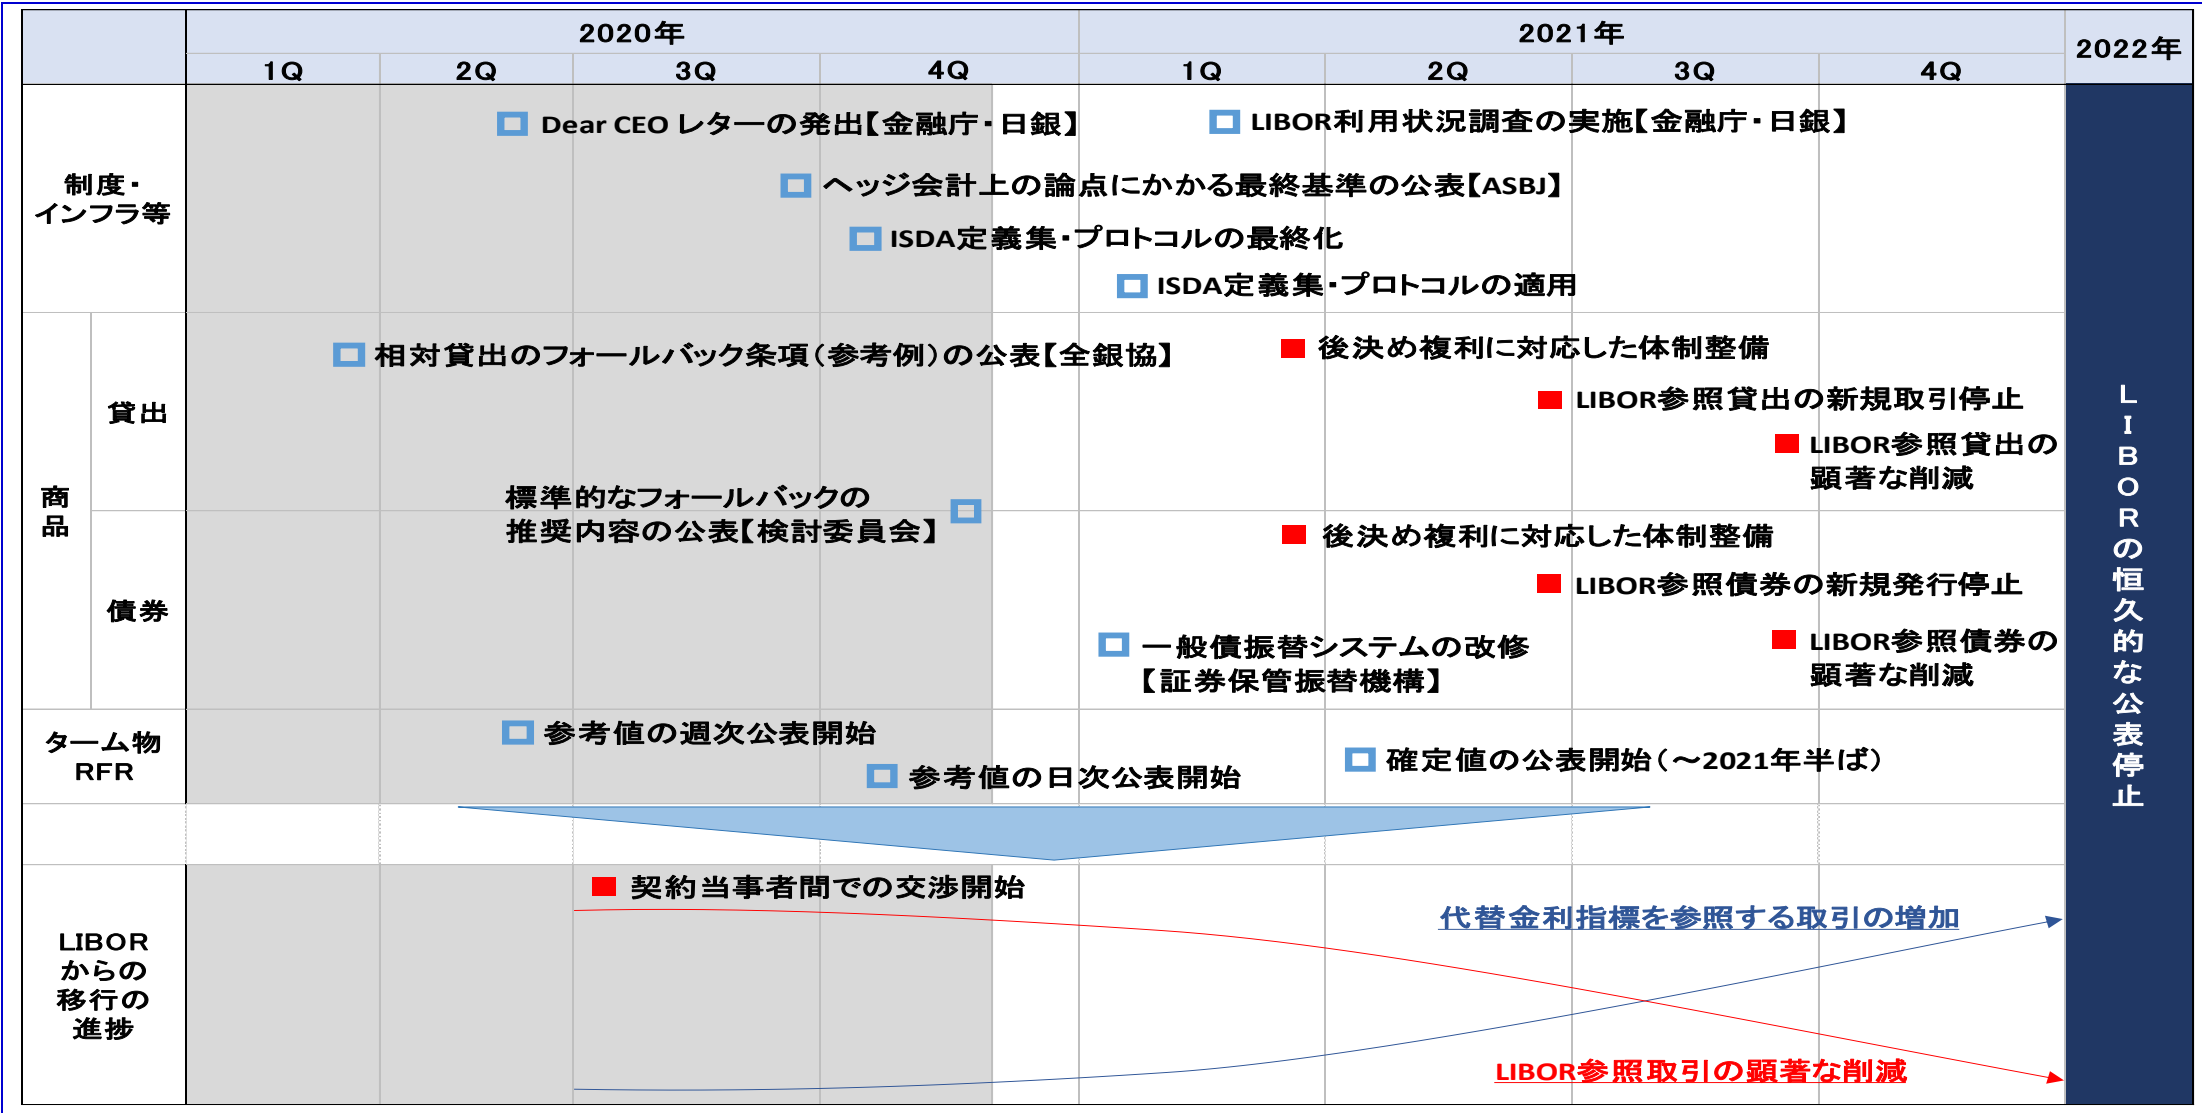 2020年
2021年
2022年
1Q
2Q
3Q
4Q
1Q
2Q
3Q
4Q
制度・
インフラ等
Dear CEO レターの発出【金融庁・日銀】
LIBOR利用状況調査の実施【金融庁・日銀】
ヘッジ会計上の論点にかかる最終基準の公表【ASBJ】
ISDA定義集・プロトコルの最終化
ISDA定義集・プロトコルの適用
商
品
貸出
相対貸出のフォールバック条項（参考例）の公表【全銀協】
後決め複利に対応した体制整備
LIBOR参照貸出の新規取引停止
LIBOR参照貸出の
顕著な削減
標準的なフォールバックの
推奨内容の公表【検討委員会】
債券
後決め複利に対応した体制整備
LIBOR参照債券の新規発行停止
一般債振替システムの改修
【証券保管振替機構】
LIBOR参照債券の
顕著な削減
ターム物
RFR
参考値の週次公表開始
参考値の日次公表開始
確定値の公表開始（～2021年半ば）
LIBOR
からの
移行の
進捗
契約当事者間での交渉開始
代替金利指標を参照する取引の増加
LIBOR参照取引の顕著な削減
LIBORの恒久的な公表停止